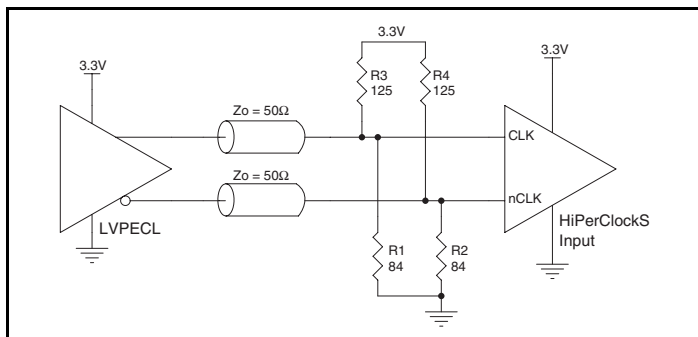 3.3V
3.3V
3.3V
R3
125
R4
125
Zo = 50Ω
CLK
Zo = 50Ω
nCLK
LVPECL
HiPerClockS
Input
R1
84
R2
84